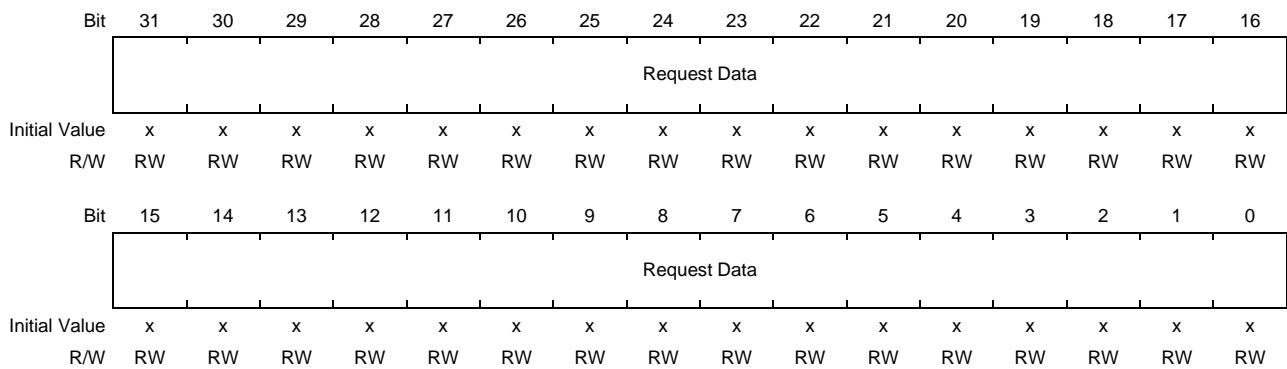 Bit 31 30 29 28 27 26 25 24 23 22 21 20 19 18 17 16
Request Data
Initial Value x x x x x x x x x x x x x x x x
R/W RW RW RW RW RW RW RW RW RW RW RW RW RW RW RW RW
Bit 15 14 13 12 11 10 9 8 7 6 5 4 3 2 1 0
Request Data
Initial Value x x x x x x x x x x x x x x x x
R/W RW RW RW RW RW RW RW RW RW RW RW RW RW RW RW RW